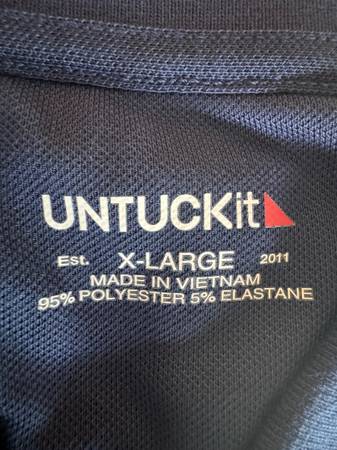 UNTUCKit
Est. X-LARGE 2011
MADE IN VIETNAM
95% POLYESTER 5% ELASTANE